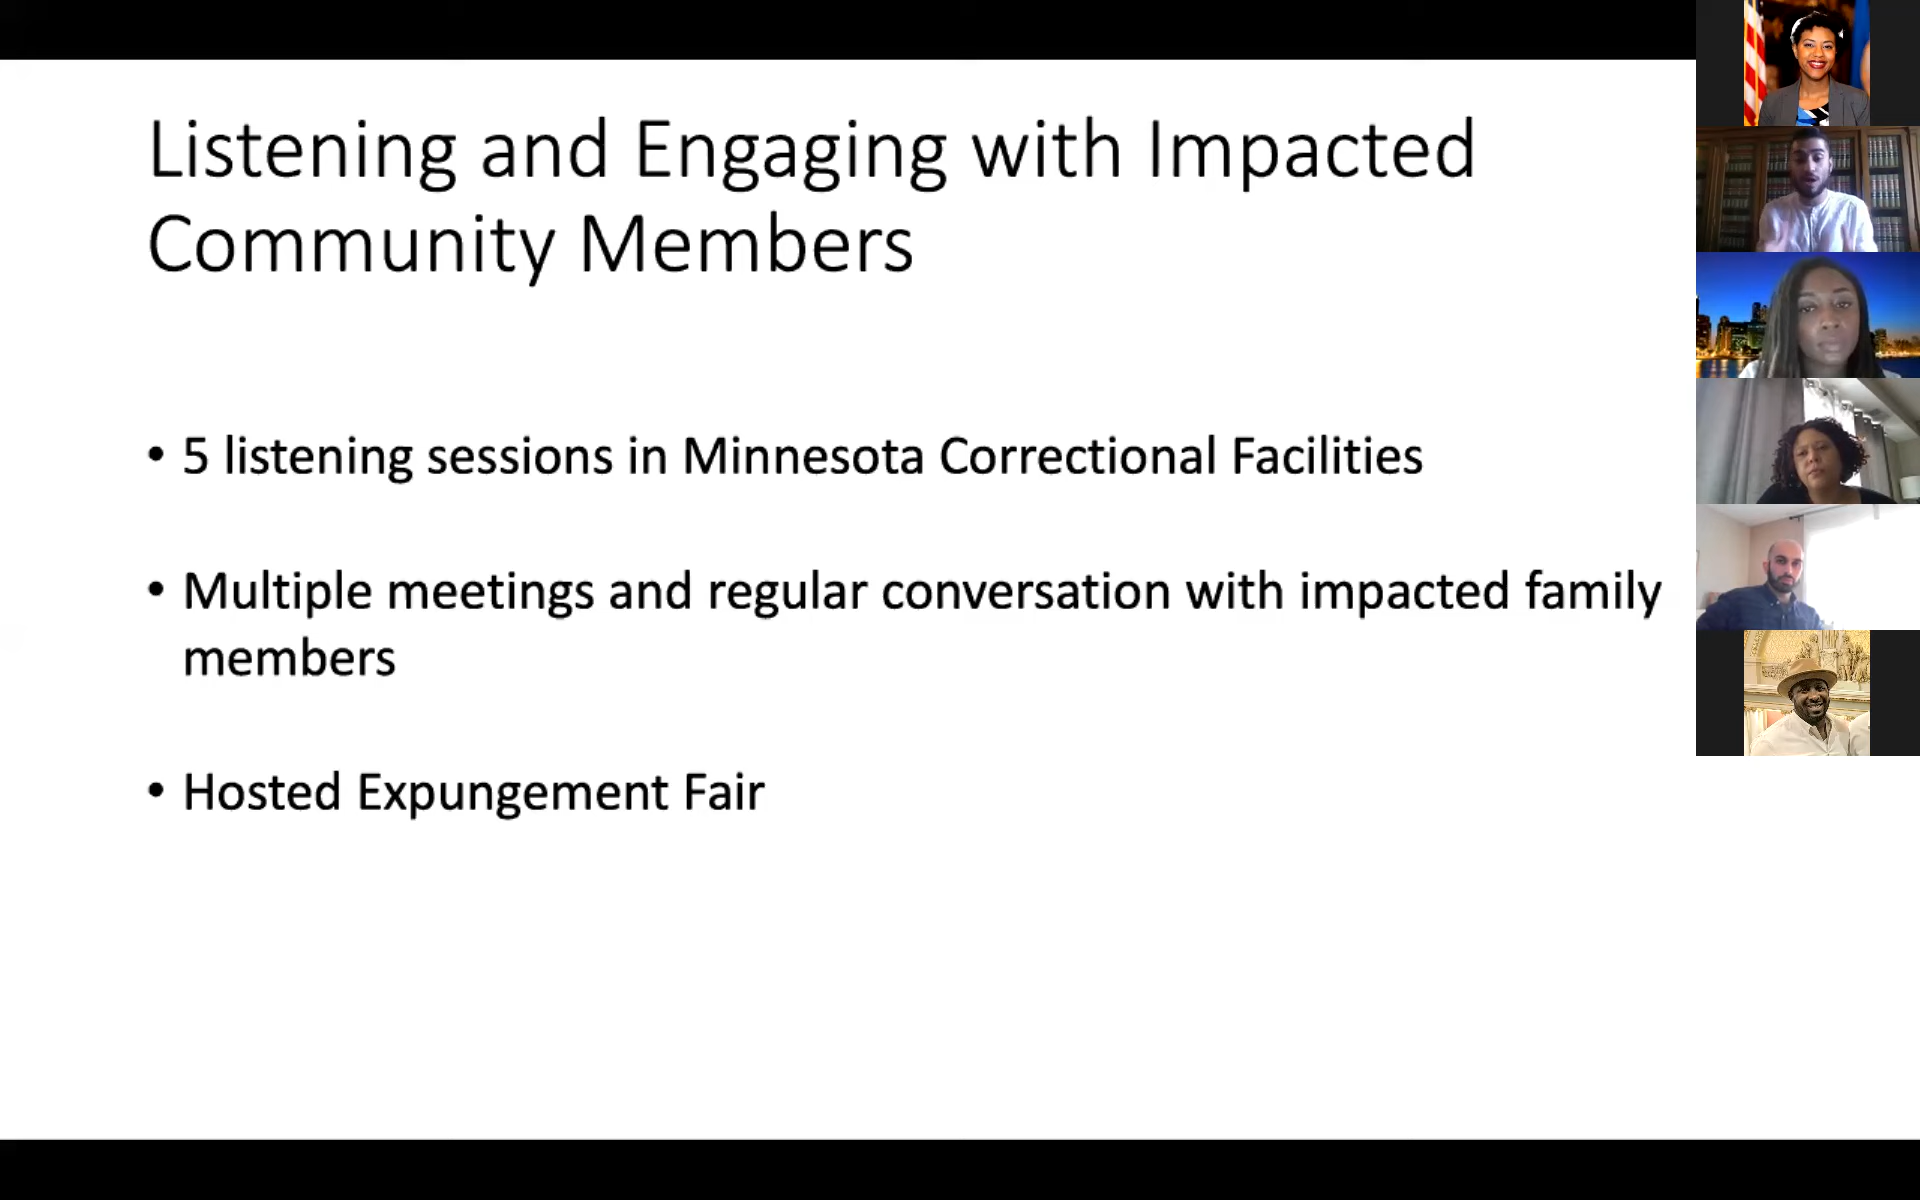 Listening and Engaging with Impacted
Community Members
• 5 listening sessions in Minnesota Correctional Facilities
• Multiple meetings and regular conversation with impacted family
members
• Hosted Expungement Fair